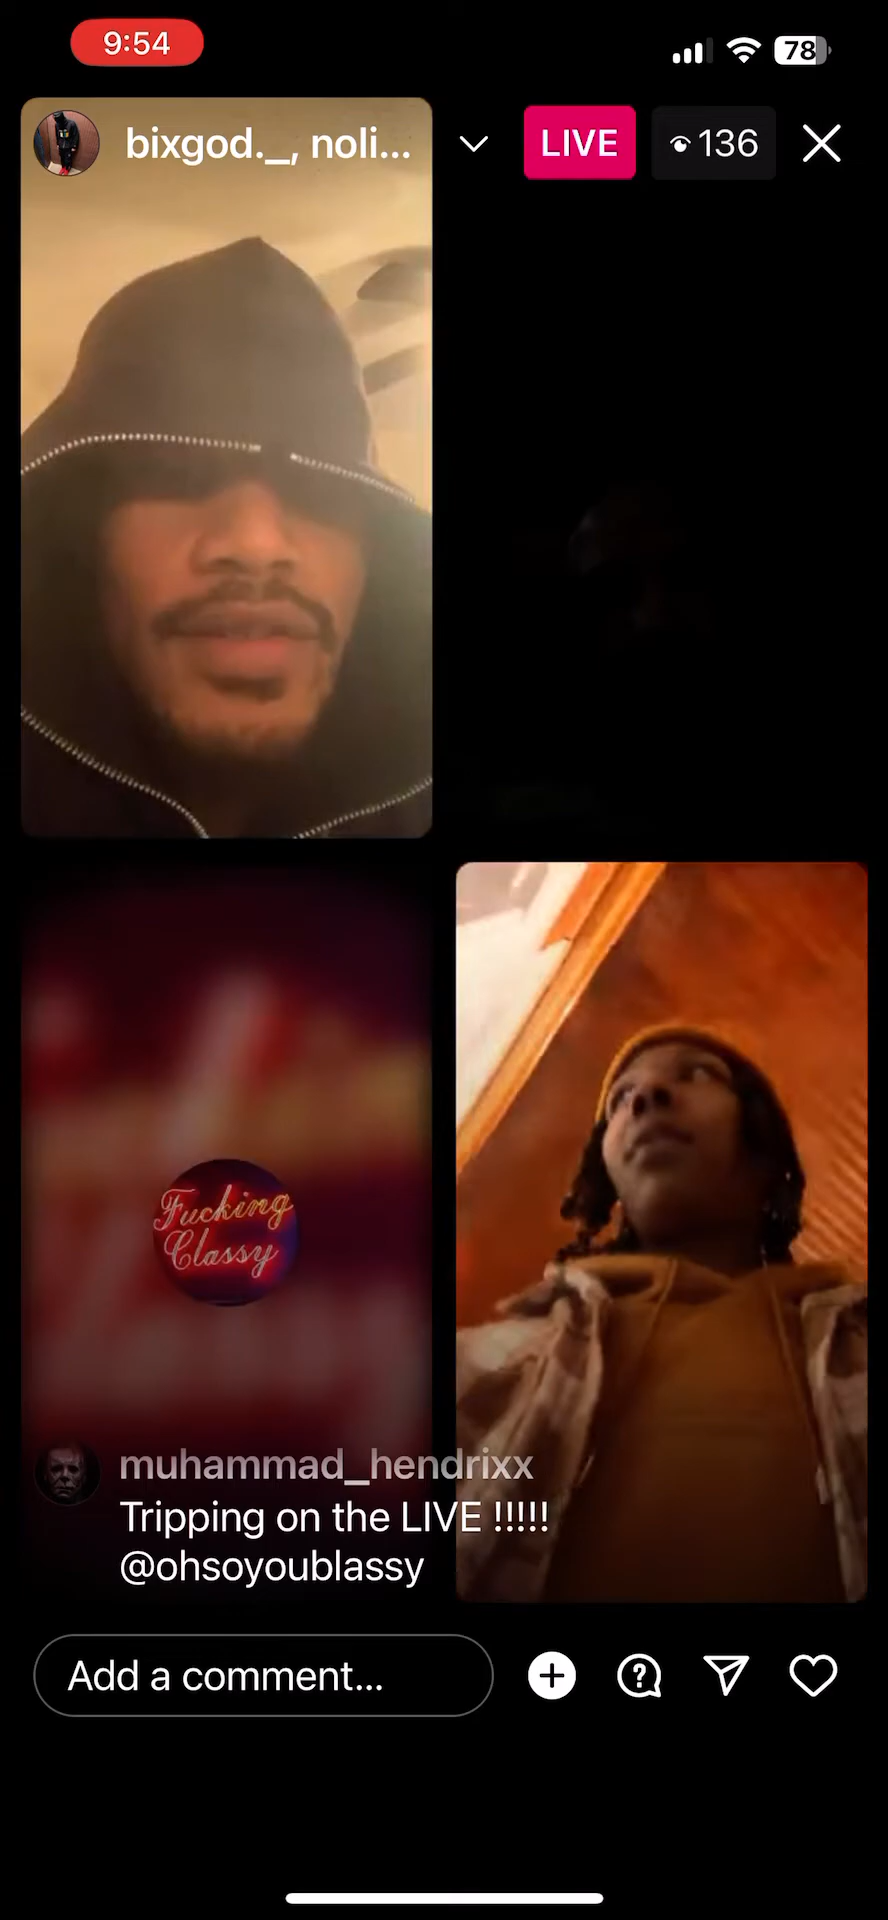 9:54
78
bixgod._, noli...
LIVE
136
Fucking
Classy
muhammad_hendrixx
Tripping on the LIVE !!!!!
@ohsoyoublassy
Add a comment...